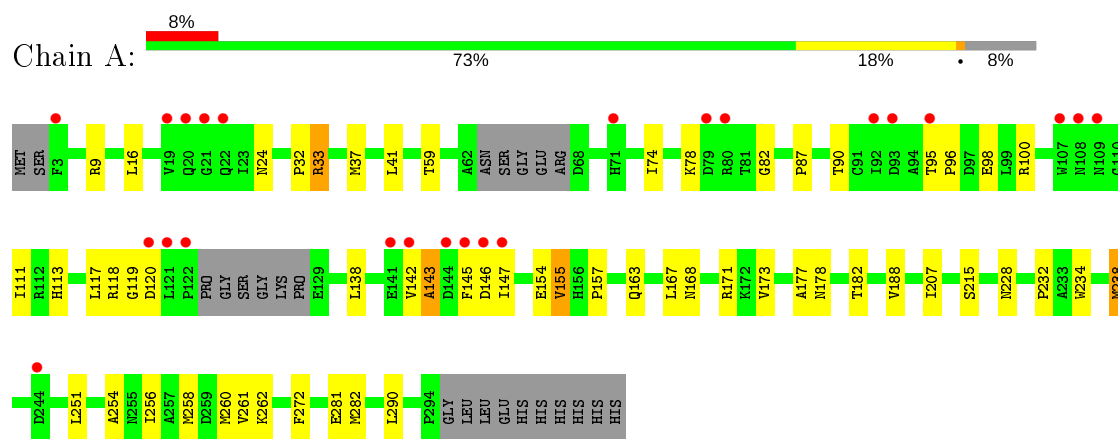 8%
Chain A:
73% 18% • 8%
MET SER F3 R9 L16 V19 Q20 G21 Q22 I23 N24 P32 R33 M37 L41 T59 A62 ASN SER GLY GLU ARG D68 H71 I74 K78 D79 R80 T81 G82 P87 T90 C91 I92 D93 A94 T95 P96 D97 E98 L99 R100 W107 N108 N109 G110
I111 R112 H113 L117 R118 G119 D120 L121 P122 PRO GLY SER GLY LYS PRO E129 L138 E141 V142 A143 D144 F145 D146 I147 E154 V155 H156 P157 Q163 L167 N168 R171 K172 V173 A177 N178 T182 V188 I207 S215 N228 P232 A233 W234 M238
D244 L251 A254 N255 I256 A257 M258 D259 M260 V261 K262 F272 E281 M282 L290 P294 GLY LEU LEU GLU HIS HIS HIS HIS HIS HIS